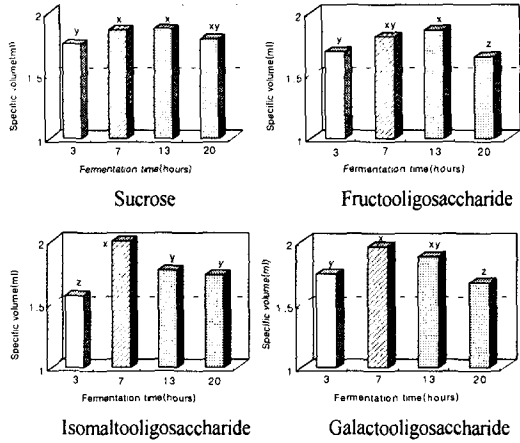 2
Specific volume(ml)
1.5
1
y x x xy
3 7 13 20
Fermentation time(hours)
Sucrose
2
Specific volume(ml)
1.5
1
y xy x z
3 7 13 20
Fermentation time(hours)
Fructooligosaccharide
2
Specific volume(ml)
1.5
1
z x y y
3 7 13 20
Fermentation time(hours)
Isomaltooligosaccharide
2
Specific volume(ml)
1.5
1
y x xy z
3 7 13 20
Fermentation time(hours)
Galactooligosaccharide